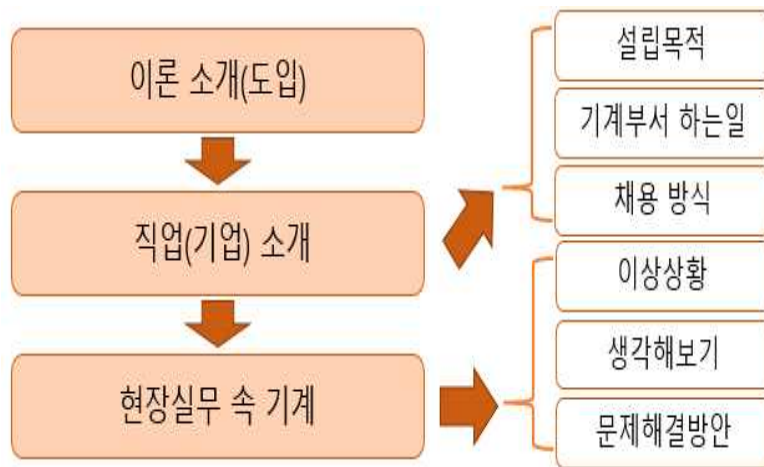 이론 소개(도입)
직업(기업) 소개
현장실무 속 기계
설립목적
기계부서 하는일
채용 방식
이상상황
생각해보기
문제해결방안